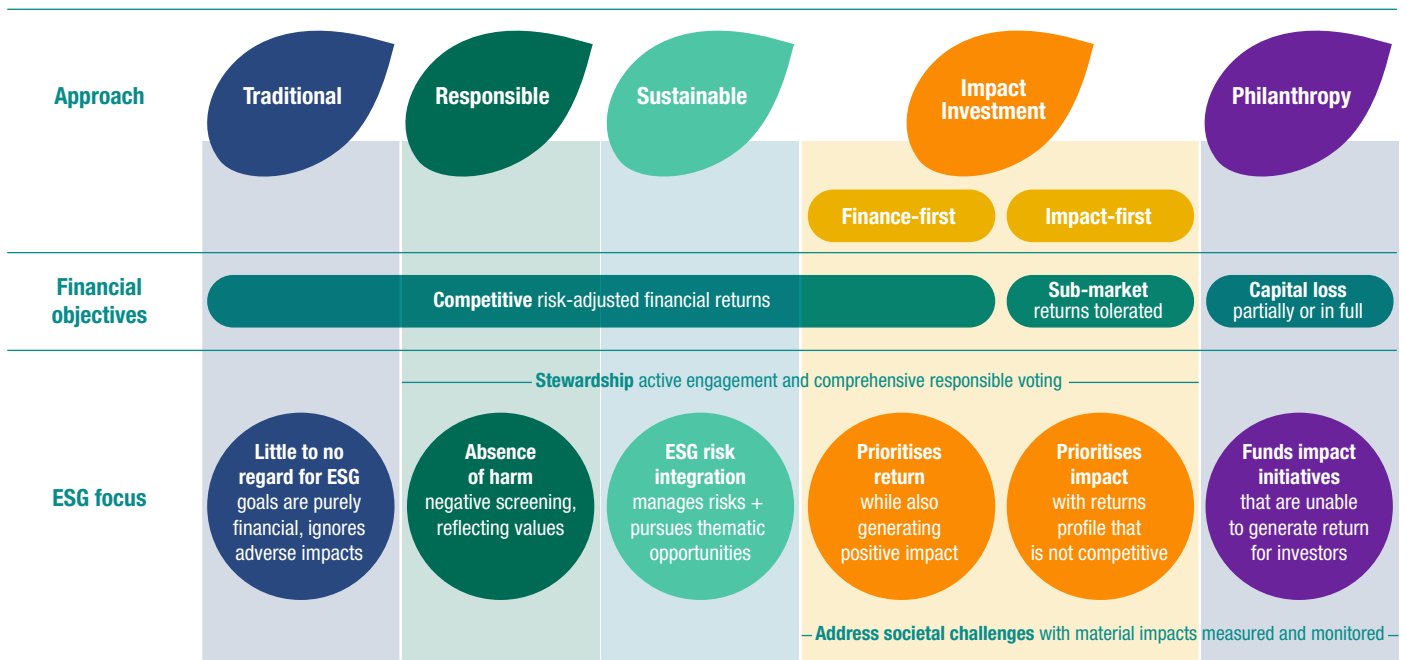 Approach
Traditional
Responsible
Sustainable
Impact
Investment
Philanthropy
Finance-first
Impact-first
Financial
objectives
Competitive risk-adjusted financial returns
Sub-market
returns tolerated
Capital loss
partially or in full
Stewardship active engagement and comprehensive responsible voting
ESG focus
Little to no
regard for ESG
goals are purely
financial, ignores
adverse impacts
Absence
of harm
negative screening,
reflecting values
ESG risk
integration
manages risks +
pursues thematic
opportunities
Prioritises
return
while also
generating
positive impact
Prioritises
impact
with returns
profile that
is not competitive
Funds impact
initiatives
that are unable
to generate return
for investors
Address societal challenges with material impacts measured and monitored